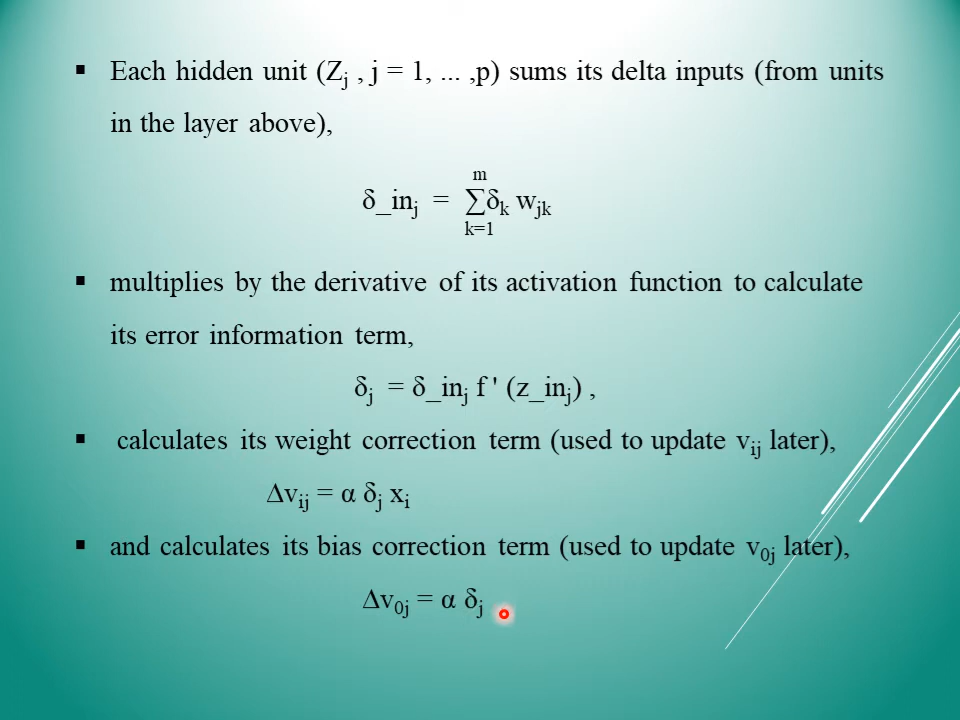 ▪ Each hidden unit (Zj , j = 1, ... ,p) sums its delta inputs (from units
in the layer above),
m
δ_inj = ∑δk wjk
k=1
▪ multiplies by the derivative of its activation function to calculate
its error information term,
δj = δ_inj f ' (z_inj) ,
▪ calculates its weight correction term (used to update vij later),
∆vij = α δj xi
▪ and calculates its bias correction term (used to update v0j later),
∆v0j = α δj